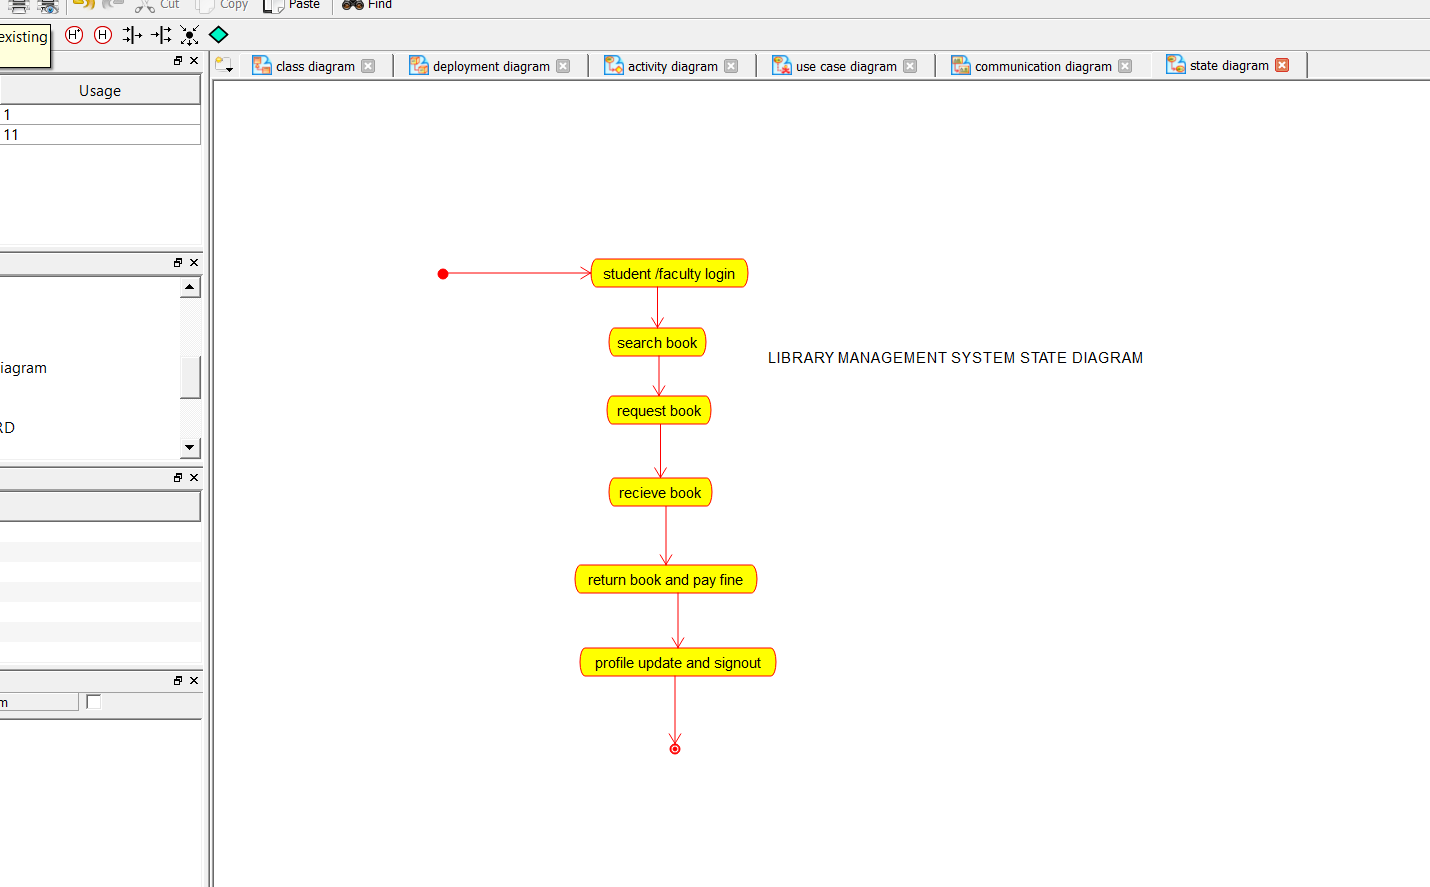 Cut Copy Paste Find
existing
class diagram deployment diagram activity diagram use case diagram communication diagram state diagram
Usage
1
11
student /faculty login
search book
LIBRARY MANAGEMENT SYSTEM STATE DIAGRAM
iagram
request book
RD
recieve book
return book and pay fine
profile update and signout
m